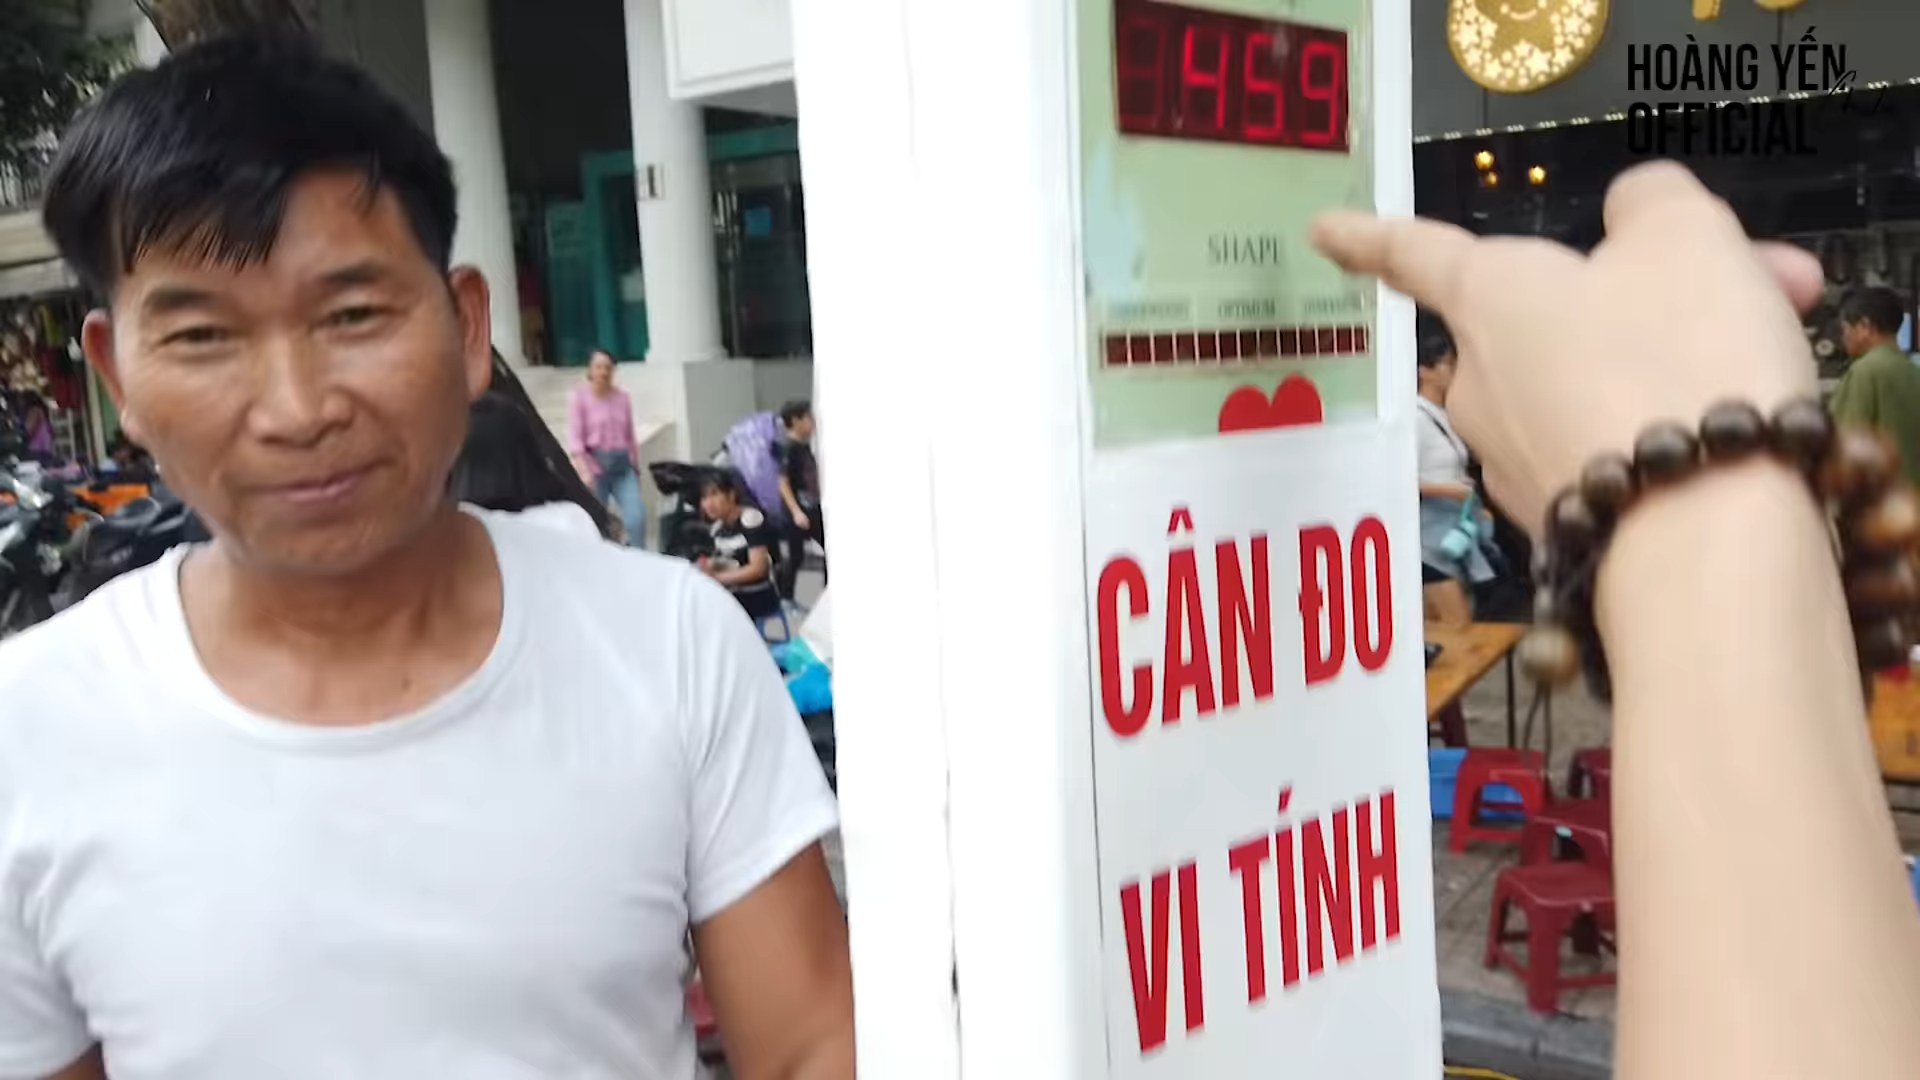 45.9
HOÀNG YẾN
OFFICIAL
SHAPE
OPTIMUM
CÂN ĐO
VI TÍNH